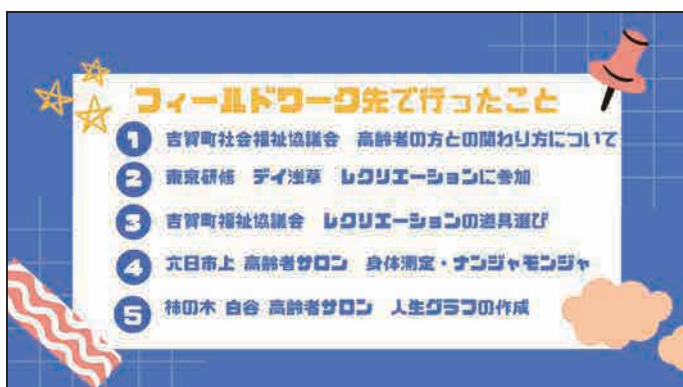 フィールドワーク先で行ったこと
1 吉賀町社会福祉協議会 高齢者の方との関わり方について
2 東京研修 デイ浅草 レクリエーションに参加
3 吉賀町福祉協議会 レクリエーションの道具選び
4 六日市上 高齢者サロン 身体測定・ナンジャモンジャ
5 柿の木 白谷 高齢者サロン 人生グラフの作成